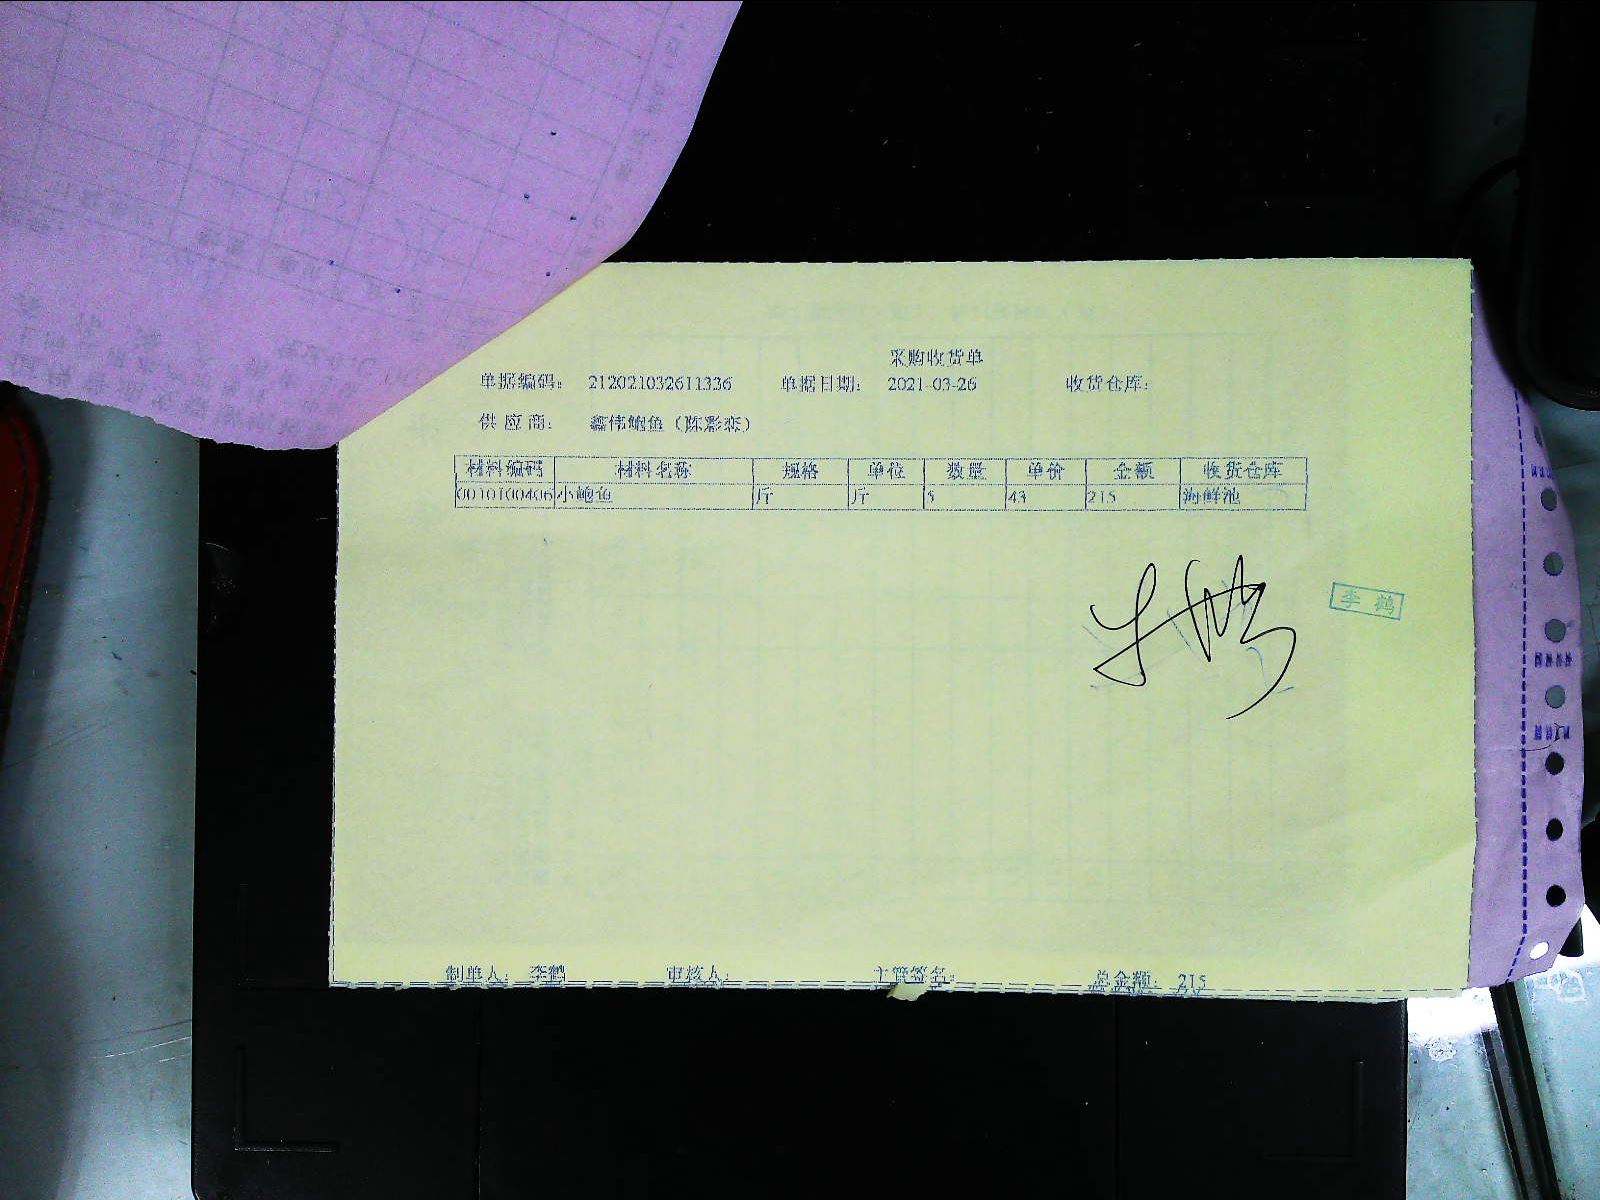 采购收货单
单据编码： 212021032611336 单据日期： 2021-03-26 收货仓库：
供应商： 鑫伟鲍鱼（陈彩恋）
材料编码 材料名称 规格 单位 数量 单价 金额 收货仓库
0010100406 小鲍鱼 斤 斤 5 43 215 海鲜池
李鹤
制单人： 李鹤 审核人： 主管签名： 总金额： 215